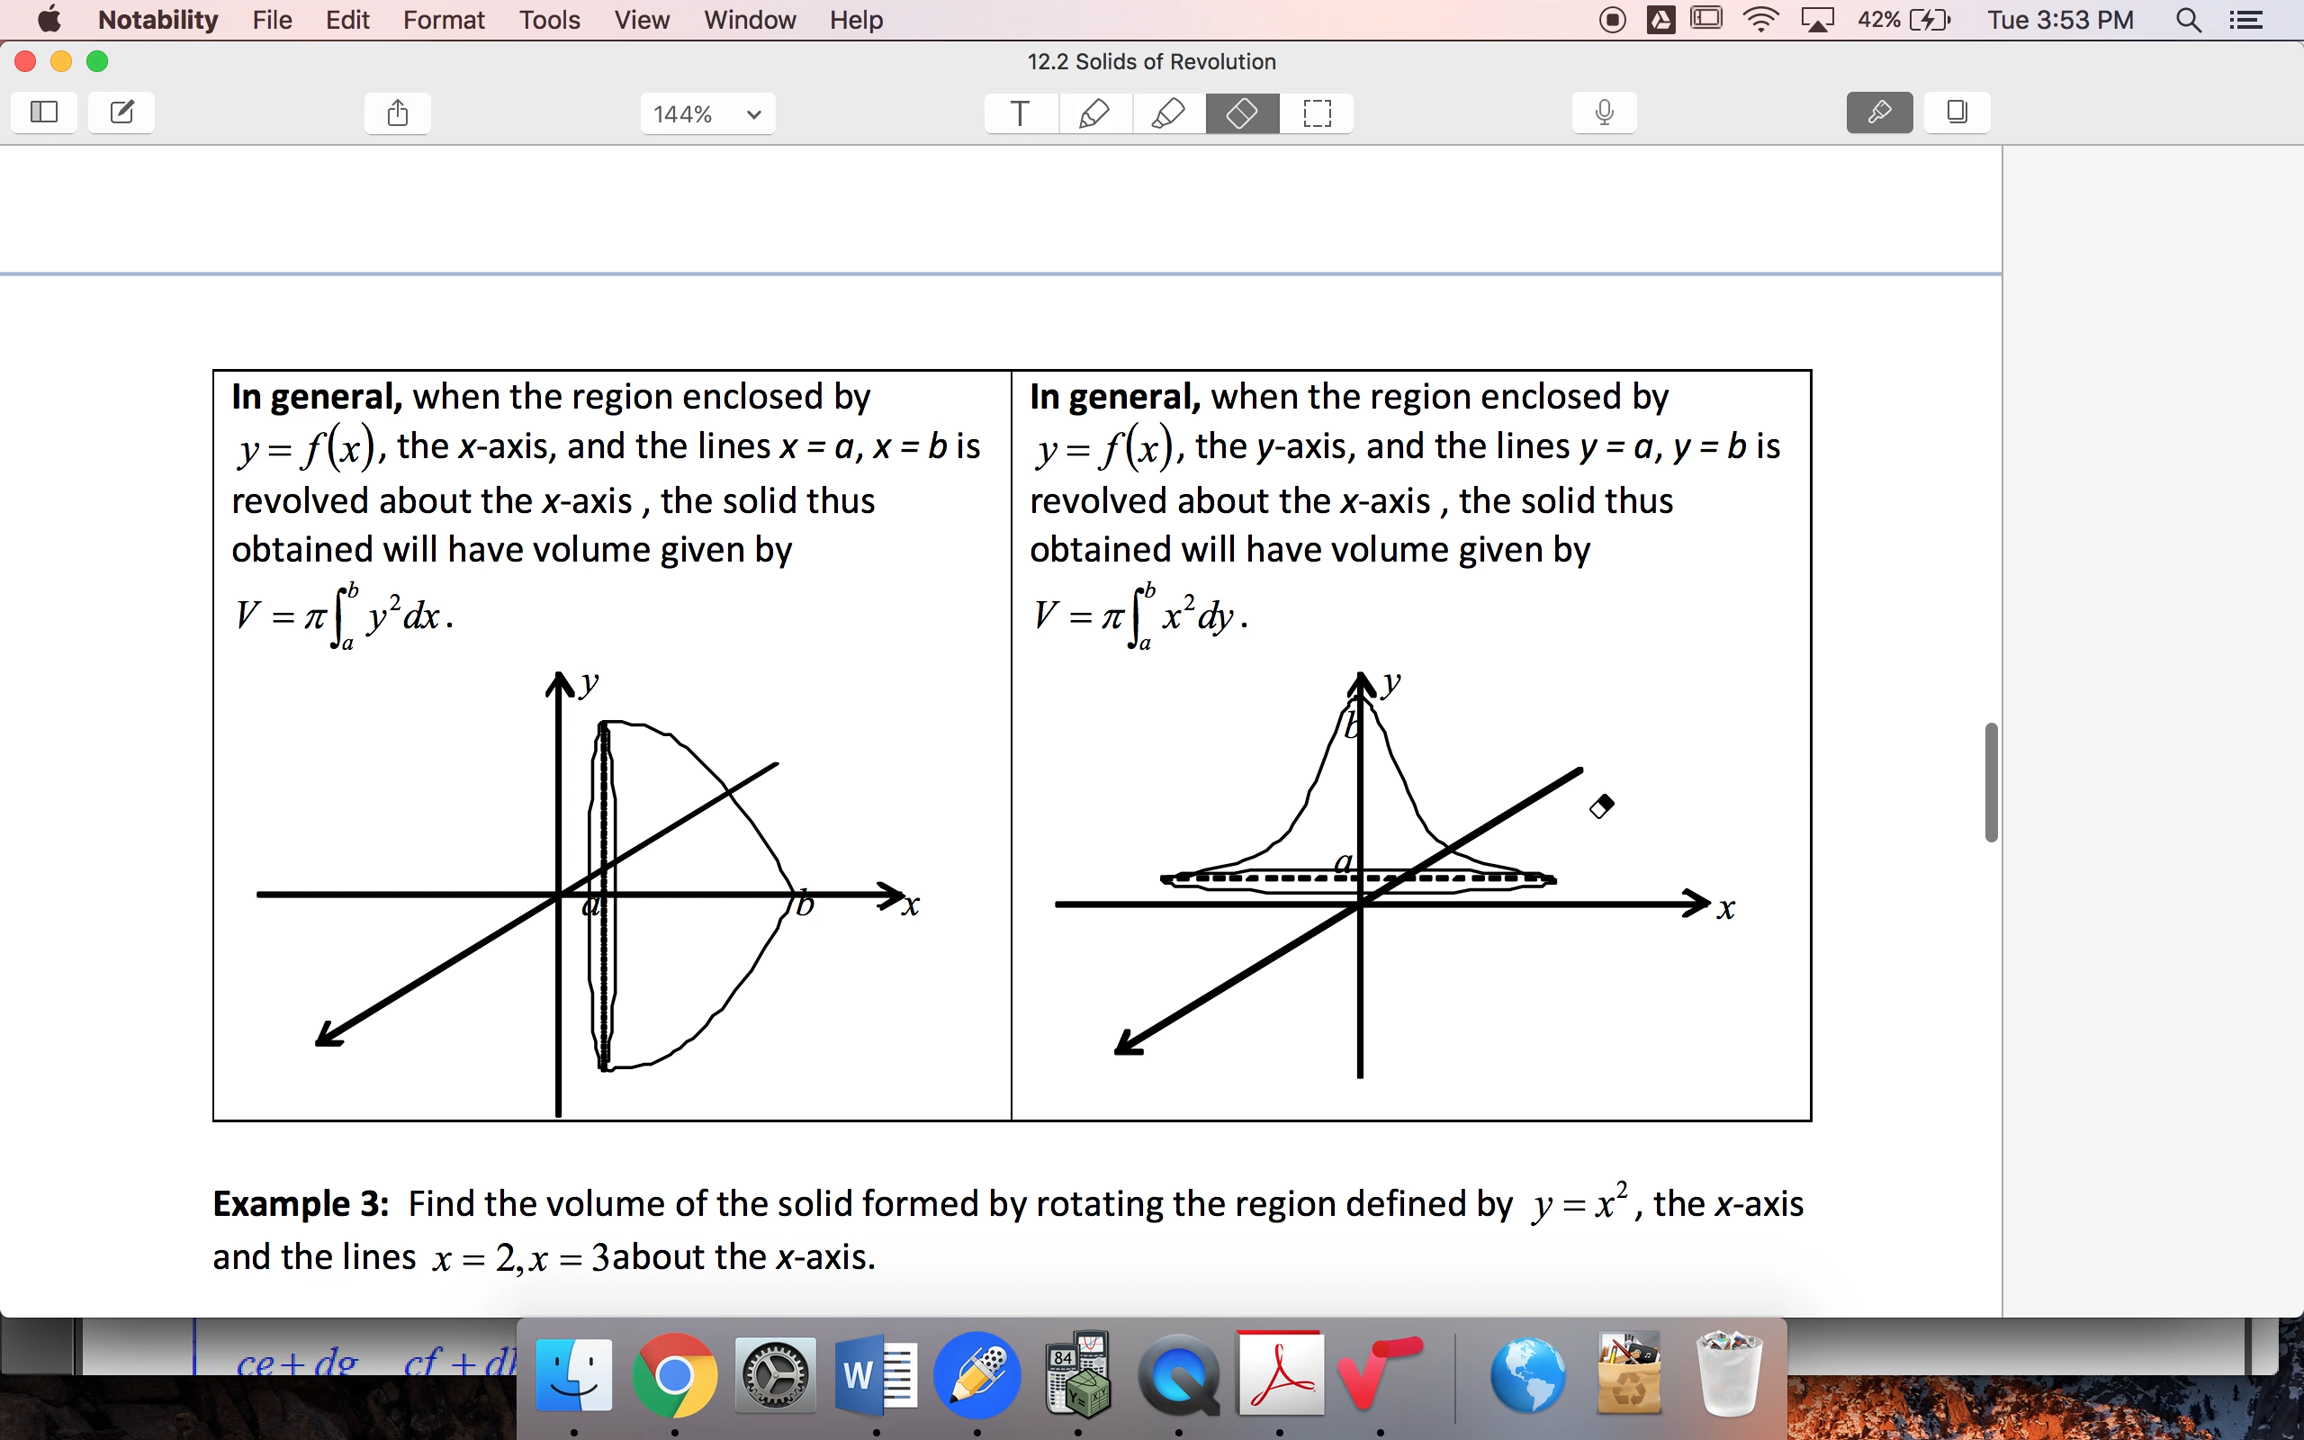 Notability File Edit Format Tools View Window Help 42% Tue 3:53 PM
12.2 Solids of Revolution
144% T
In general, when the region enclosed by
y = f(x), the x-axis, and the lines x = a, x = b is
revolved about the x-axis , the solid thus
obtained will have volume given by
V = π∫ₐᵇ y²dx.
y
a b x
In general, when the region enclosed by
y = f(x), the y-axis, and the lines y = a, y = b is
revolved about the x-axis , the solid thus
obtained will have volume given by
V = π∫ₐᵇ x²dy.
y
b
a
x
Example 3: Find the volume of the solid formed by rotating the region defined by y = x², the x-axis
and the lines x = 2, x = 3about the x-axis.
ce + dg cf +
W
84